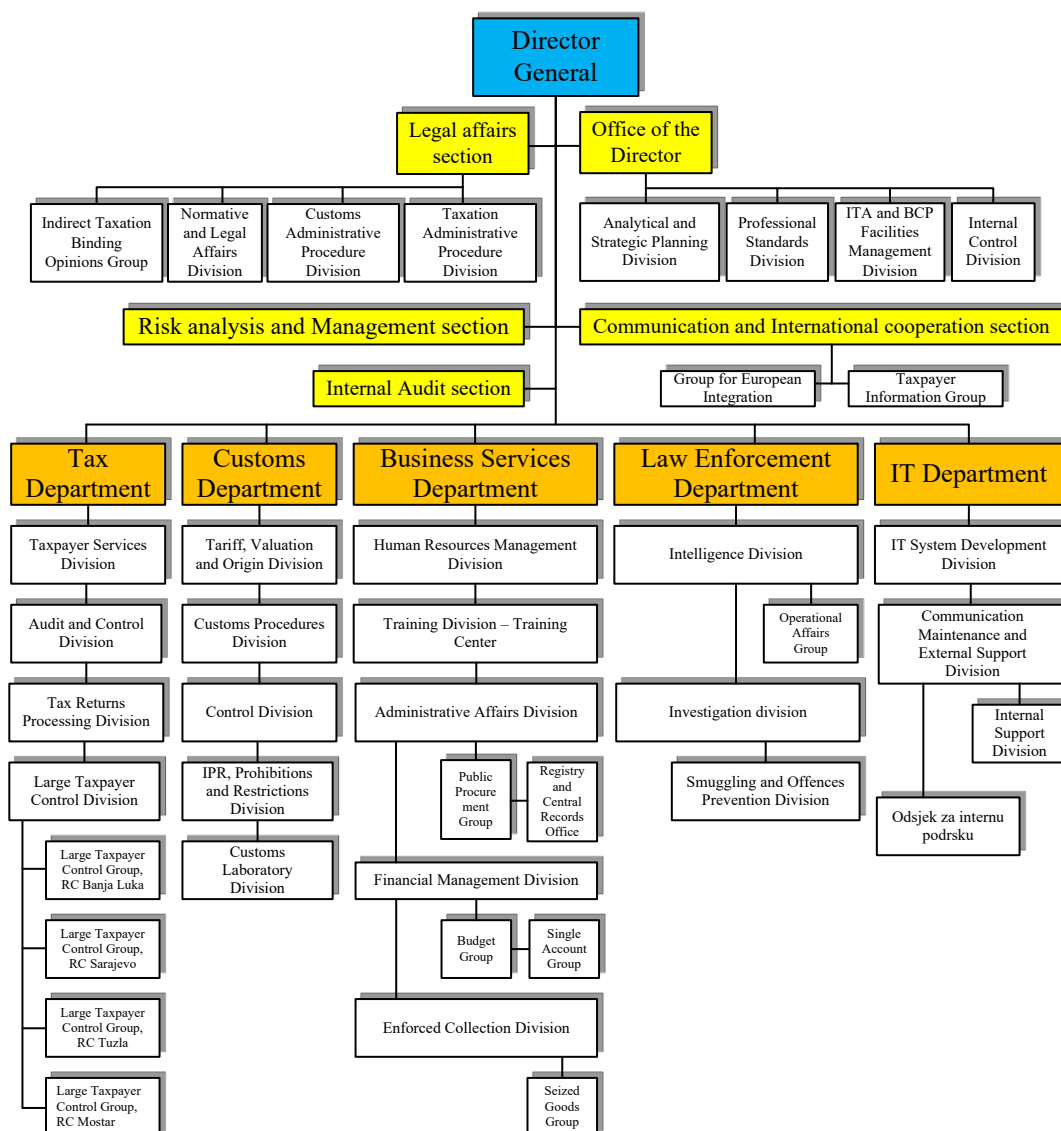 Director
General
Legal affairs
section
Office of the
Director
Indirect Taxation
Binding
Opinions Group
Normative
and Legal
Affairs
Division
Customs
Administrative
Procedure
Division
Taxation
Administrative
Procedure
Division
Analytical and
Strategic Planning
Division
Professional
Standards
Division
ITA and BCP
Facilities
Management
Division
Internal
Control
Division
Risk analysis and Management section
Communication and International cooperation section
Internal Audit section
Group for European
Integration
Taxpayer
Information Group
Tax
Department
Customs
Department
Business Services
Department
Law Enforcement
Department
IT Department
Taxpayer Services
Division
Audit and Control
Division
Tax Returns
Processing Division
Large Taxpayer
Control Division
Large Taxpayer
Control Group,
RC Banja Luka
Large Taxpayer
Control Group,
RC Sarajevo
Large Taxpayer
Control Group,
RC Tuzla
Large Taxpayer
Control Group,
RC Mostar
Tariff, Valuation
and Origin Division
Customs Procedures
Division
Control Division
IPR, Prohibitions
and Restrictions
Division
Customs
Laboratory
Division
Human Resources Management
Division
Training Division – Training
Center
Administrative Affairs Division
Public
Procure
ment
Group
Registry
and
Central
Records
Office
Financial Management Division
Budget
Group
Single
Account
Group
Enforced Collection Division
Seized
Goods
Group
Intelligence Division
Operational
Affairs
Group
Investigation division
Smuggling and Offences
Prevention Division
IT System Development
Division
Communication
Maintenance and
External Support
Division
Internal
Support
Division
Odsjek za internu
podrsku